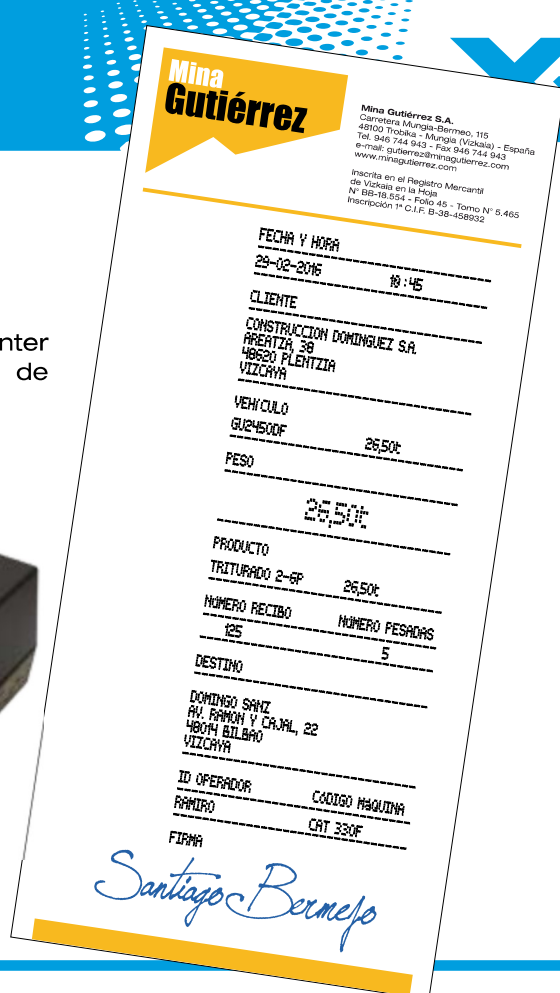 Mina
Gutiérrez
Mina Gutiérrez S.A.
Carretera Mungia-Bermeo, 115
48100 Trobika - Mungia (Vizkaia) - España
Tel. 946 744 943 - Fax 946 744 943
e-mail: gutierrez@minagutierrez.com
www.minagutierrez.com
Inscrita en el Registro Mercantil
de Vizkaia en la Hoja
N° BB-18.554 - Folio 45 - Tomo N° 5.465
Inscripción 1ª C.I.F. B-38-458932
FECHA Y HORA
29-02-2016 10:45
CLIENTE
CONSTRUCCION DOMINGUEZ S.A.
AREATZA, 38
48620 PLENTZIA
VIZCAYA
nter
de
VEHÍCULO
GU2450DF 26,50t
PESO
26,50t
PRODUCTO
TRITURADO 2-GP 26,50t
NÚMERO RECIBO NÚMERO PESADAS
125 5
DESTINO
DOMINGO SANZ
AV. RAMON Y CAJAL, 22
48014 BILBAO
VIZCAYA
ID OPERADOR CóDIGO MáQUINA
RAMIRO CAT 330F
FIRMA
Santiago Bermejo